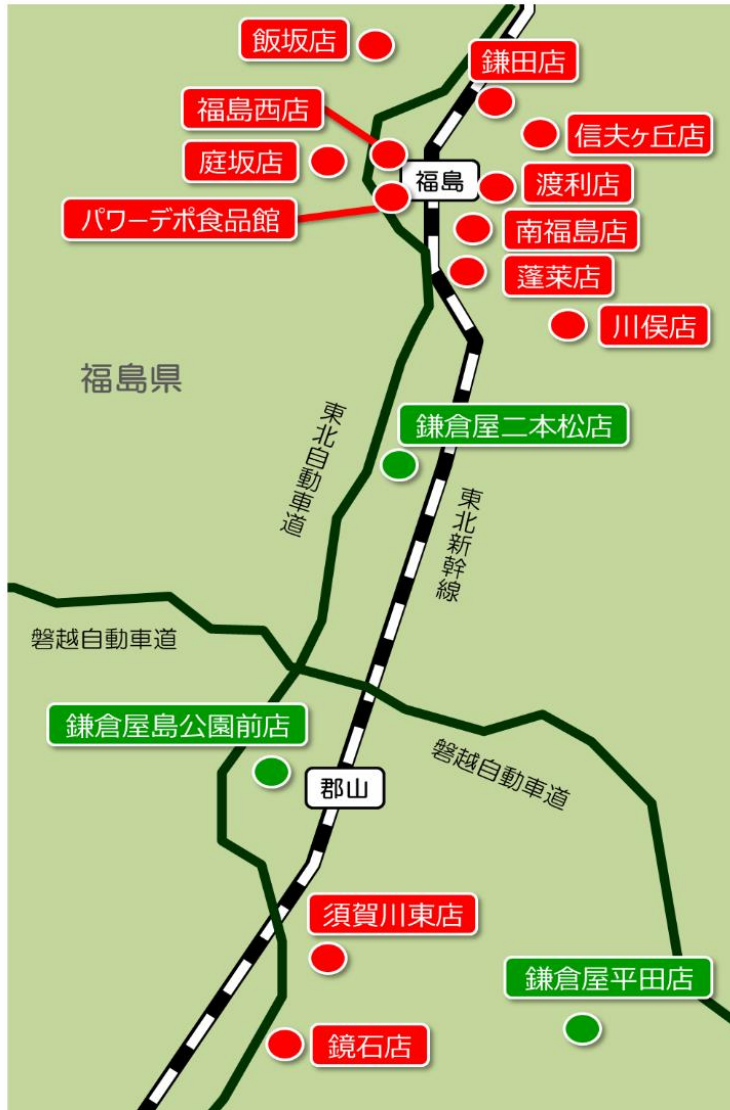 飯坂店
鎌田店
福島西店
信夫ヶ丘店
庭坂店
福島
渡利店
パワーデポ食品館
南福島店
蓬莱店
川俣店
福島県
東北自動車道
鎌倉屋二本松店
東北新幹線
磐越自動車道
鎌倉屋島公園前店
磐越自動車道
郡山
須賀川東店
鎌倉屋平田店
鏡石店